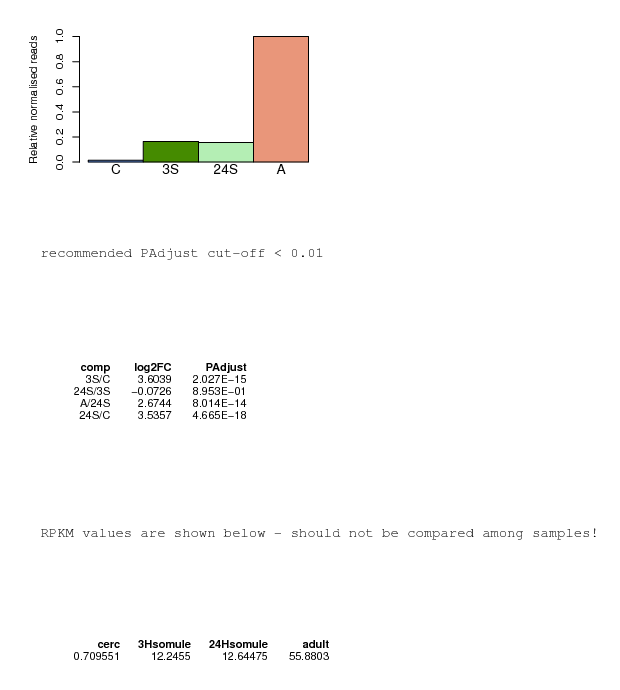 Relative normalised reads
1.0
0.8
0.6
0.4
0.2
0.0
C 3S 24S A
recommended PAdjust cut-off < 0.01
comp log2FC PAdjust
3S/C 3.6039 2.027E-15
24S/3S -0.0726 8.953E-01
A/24S 2.6744 8.014E-14
24S/C 3.5357 4.665E-18
RPKM values are shown below - should not be compared among samples!
cerc 3Hsomule 24Hsomule adult
0.709551 12.2455 12.64475 55.8803